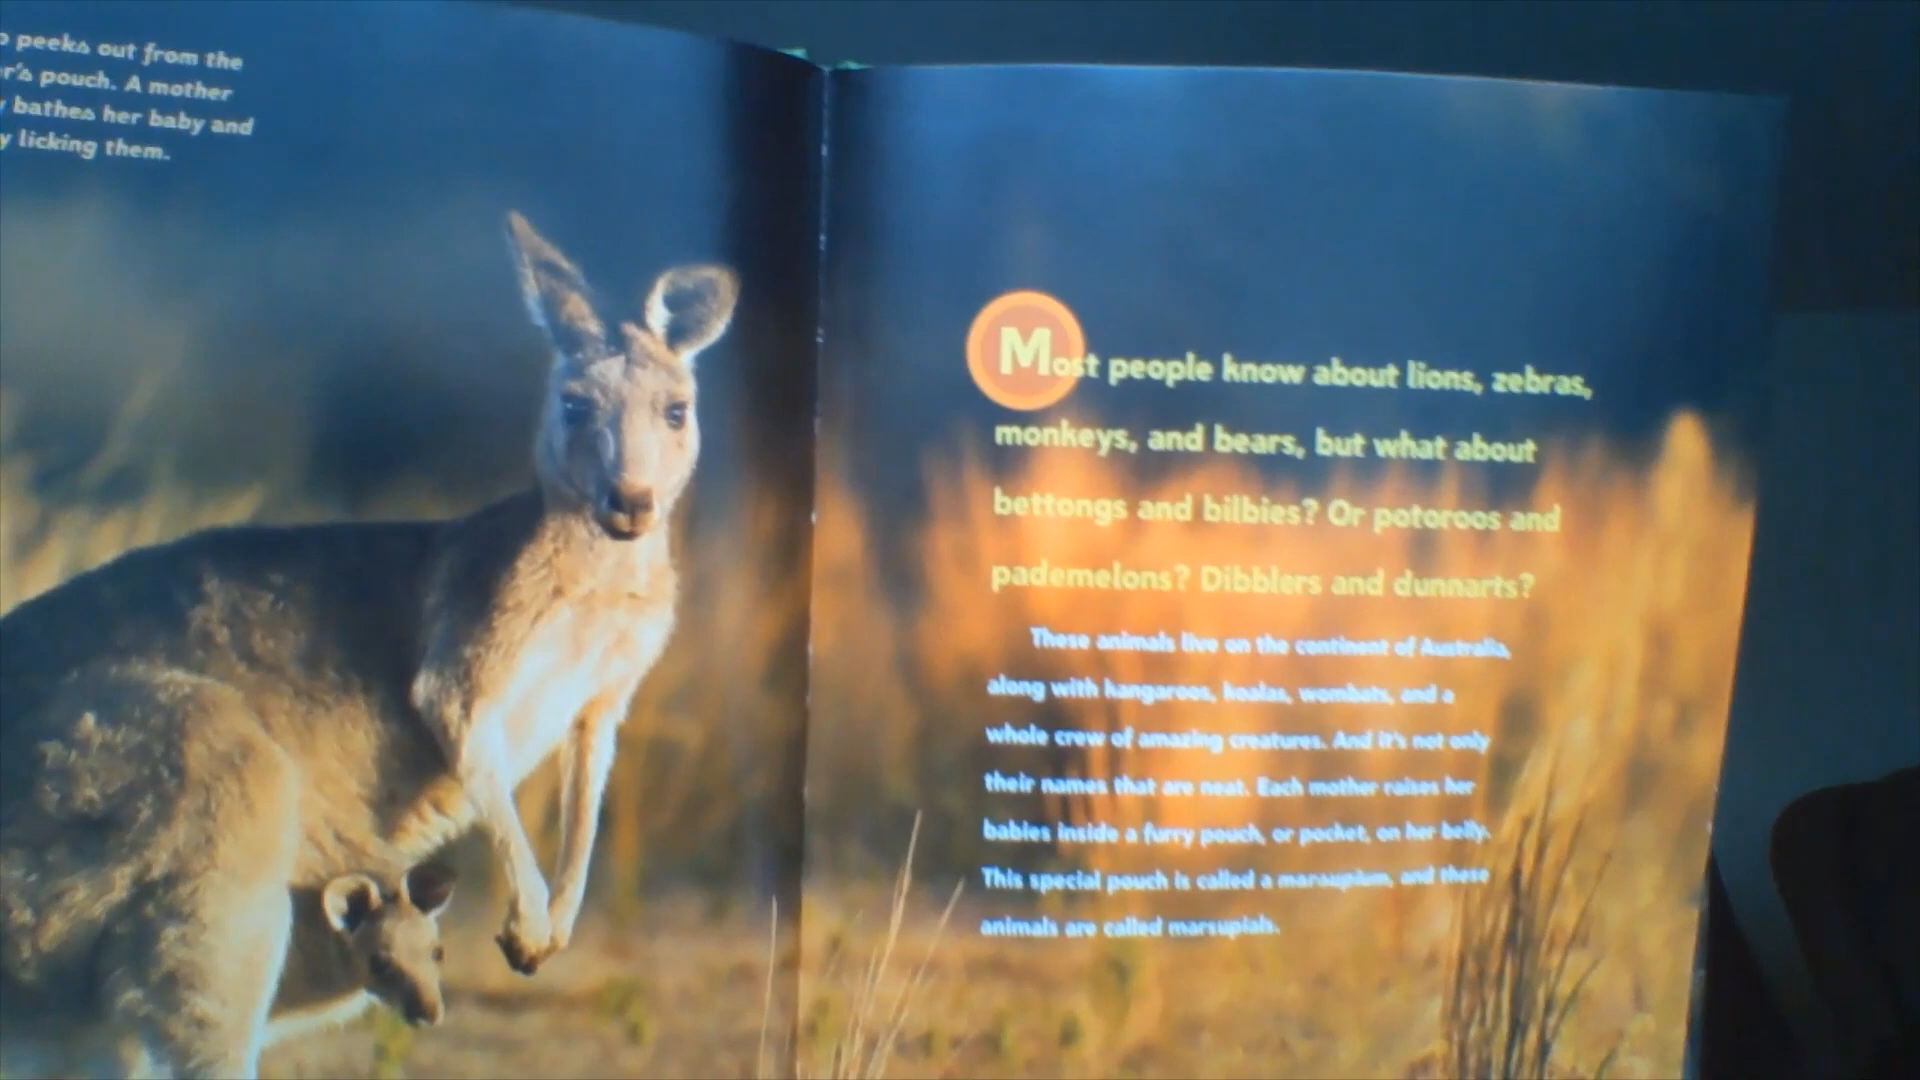 peeks out from the
pouch. A mother
bathes her baby and
licking them.
Most people know about lions, zebras,
monkeys, and bears, but what about
bettongs and bilbies? Or potoroos and
pademelons? Dibblers and dunnarts?
These animals live on the continent of Australia,
along with kangaroos, koalas, wombats, and a
whole crew of amazing creatures. And it's not only
their names that are neat. Each mother raises her
babies inside a furry pouch, or pocket, on her belly.
This special pouch is called a marsupium, and these
animals are called marsupials.